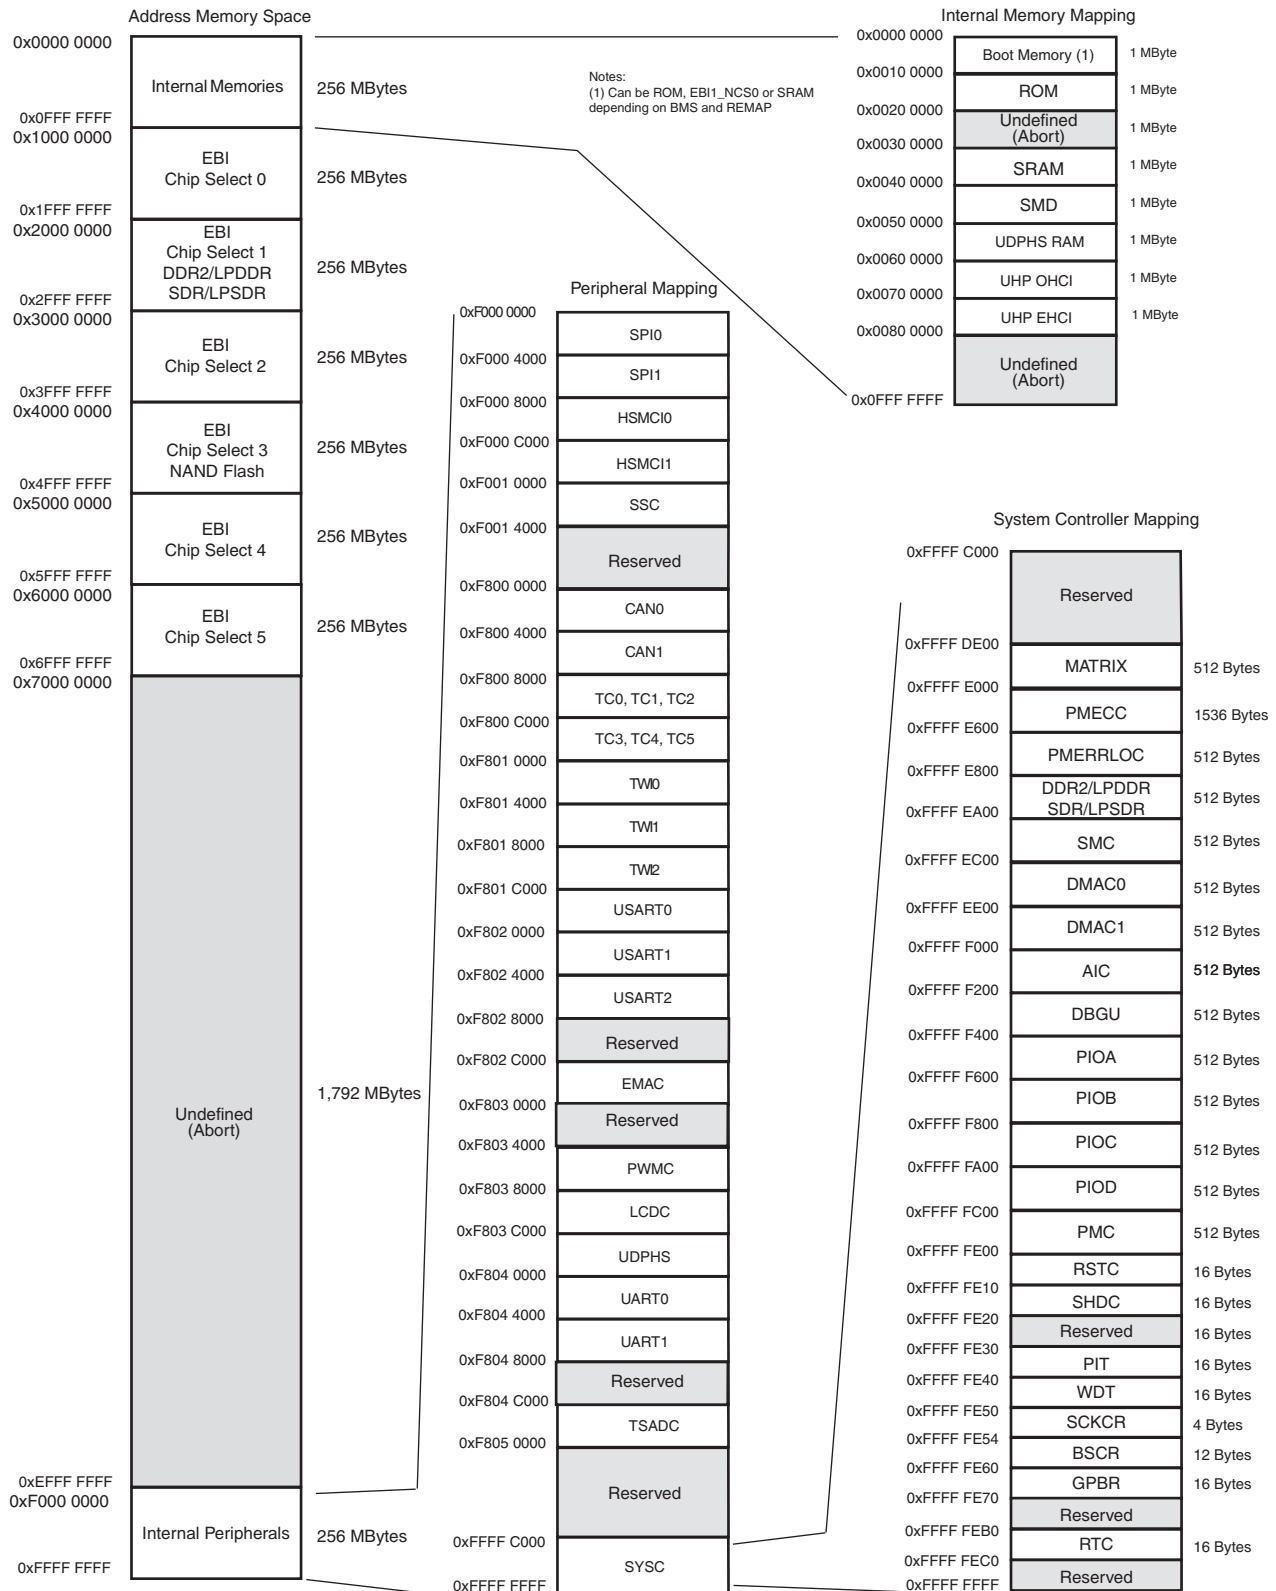 Address Memory Space
0x0000 0000
Internal Memories
256 MBytes
0x0FFF FFFF
0x1000 0000
EBI
Chip Select 0
256 MBytes
0x1FFF FFFF
0x2000 0000
EBI
Chip Select 1
DDR2/LPDDR
SDR/LPSDR
256 MBytes
0x2FFF FFFF
0x3000 0000
EBI
Chip Select 2
256 MBytes
0x3FFF FFFF
0x4000 0000
EBI
Chip Select 3
NAND Flash
256 MBytes
0x4FFF FFFF
0x5000 0000
EBI
Chip Select 4
256 MBytes
0x5FFF FFFF
0x6000 0000
EBI
Chip Select 5
256 MBytes
0x6FFF FFFF
0x7000 0000
Undefined
(Abort)
1,792 MBytes
0xEFFF FFFF
0xF000 0000
Internal Peripherals
256 MBytes
0xFFFF FFFF
Notes:
(1) Can be ROM, EBI1_NCS0 or SRAM
depending on BMS and REMAP
Peripheral Mapping
0xF000 0000
SPI0
0xF000 4000
SPI1
0xF000 8000
HSMCI0
0xF000 C000
HSMCI1
0xF001 0000
SSC
0xF001 4000
Reserved
0xF800 0000
CAN0
0xF800 4000
CAN1
0xF800 8000
TC0, TC1, TC2
0xF800 C000
TC3, TC4, TC5
0xF801 0000
TWI0
0xF801 4000
TWI1
0xF801 8000
TWI2
0xF801 C000
USART0
0xF802 0000
USART1
0xF802 4000
USART2
0xF802 8000
Reserved
0xF802 C000
EMAC
0xF803 0000
Reserved
0xF803 4000
PWMC
0xF803 8000
LCDC
0xF803 C000
UDPHS
0xF804 0000
UART0
0xF804 4000
UART1
0xF804 8000
Reserved
0xF804 C000
TSADC
0xF805 0000
Reserved
0xFFFF C000
SYSC
0xFFFF FFFF
Internal Memory Mapping
0x0000 0000
Boot Memory (1)
1 MByte
0x0010 0000
ROM
1 MByte
0x0020 0000
Undefined
(Abort)
1 MByte
0x0030 0000
SRAM
1 MByte
0x0040 0000
SMD
1 MByte
0x0050 0000
UDPHS RAM
1 MByte
0x0060 0000
UHP OHCI
1 MByte
0x0070 0000
UHP EHCI
1 MByte
0x0080 0000
Undefined
(Abort)
0x0FFF FFFF
System Controller Mapping
0xFFFF C000
Reserved
0xFFFF DE00
MATRIX
512 Bytes
0xFFFF E000
PMECC
1536 Bytes
0xFFFF E600
PMERRLOC
512 Bytes
0xFFFF E800
DDR2/LPDDR
SDR/LPSDR
512 Bytes
0xFFFF EA00
SMC
512 Bytes
0xFFFF EC00
DMAC0
512 Bytes
0xFFFF EE00
DMAC1
512 Bytes
0xFFFF F000
AIC
512 Bytes
0xFFFF F200
DBGU
512 Bytes
0xFFFF F400
PIOA
512 Bytes
0xFFFF F600
PIOB
512 Bytes
0xFFFF F800
PIOC
512 Bytes
0xFFFF FA00
PIOD
512 Bytes
0xFFFF FC00
PMC
512 Bytes
0xFFFF FE00
RSTC
16 Bytes
0xFFFF FE10
SHDC
16 Bytes
0xFFFF FE20
Reserved
16 Bytes
0xFFFF FE30
PIT
16 Bytes
0xFFFF FE40
WDT
16 Bytes
0xFFFF FE50
SCKCR
4 Bytes
0xFFFF FE54
BSCR
12 Bytes
0xFFFF FE60
GPBR
16 Bytes
0xFFFF FE70
Reserved
0xFFFF FEB0
RTC
16 Bytes
0xFFFF FEC0
Reserved
0xFFFF FFFF